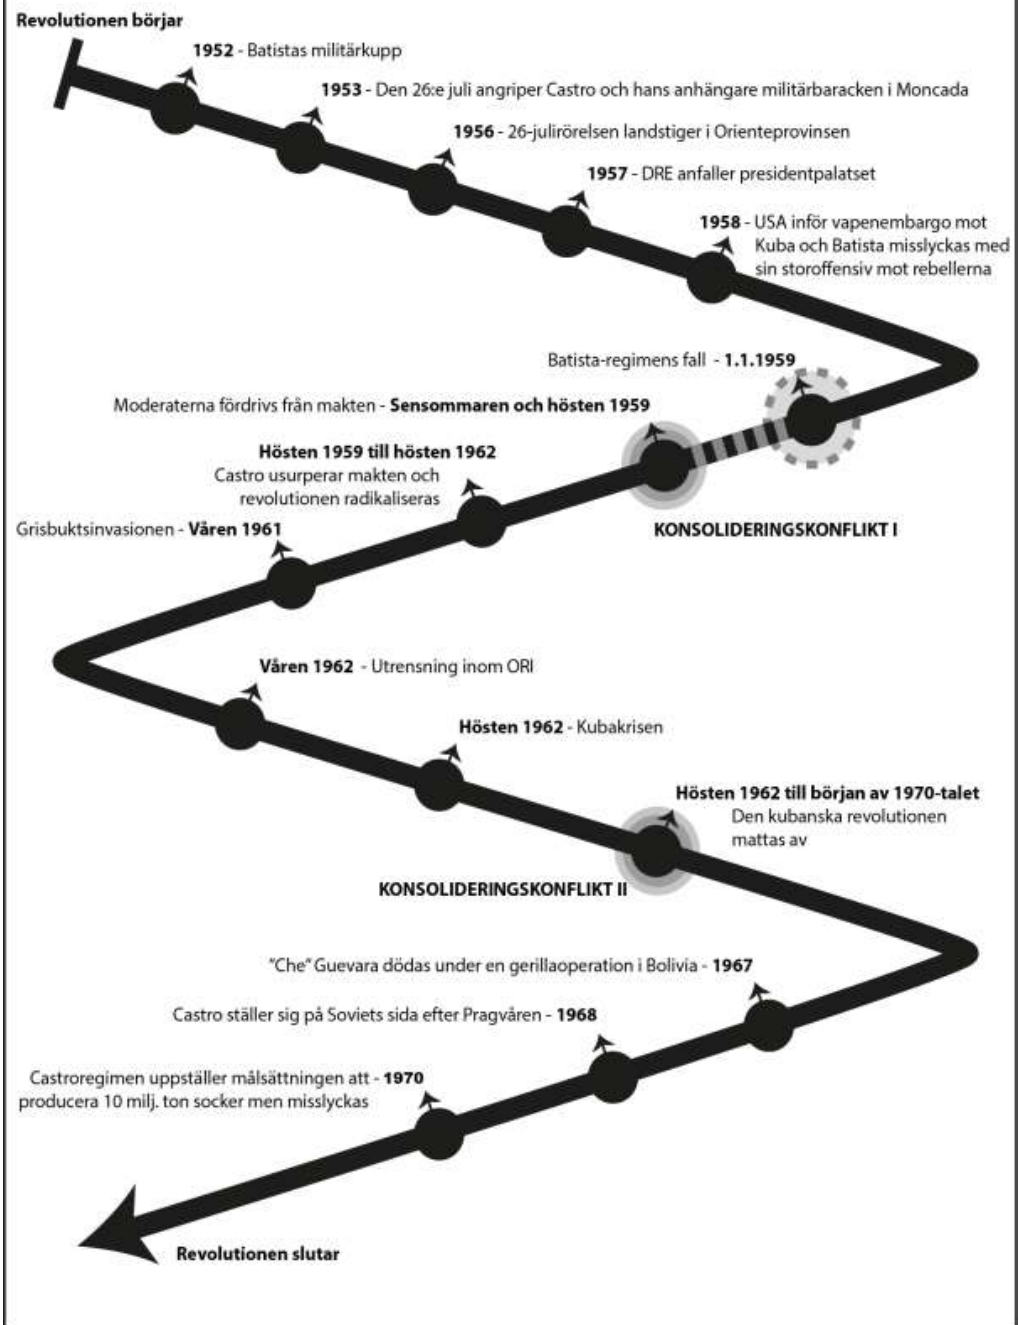 Revolutionen börjar
1952 - Batistas militärkupp
1953 - Den 26:e juli angriper Castro och hans anhängare militärbaracken i Moncada
1956 - 26-julirörelsen landstiger i Orienteprovinsen
1957 - DRE anfaller presidentpalatset
1958 - USA inför vapenembargo mot
Kuba och Batista misslyckas med
sin storoffensiv mot rebellerna
Batista-regimens fall - 1.1.1959
Moderaterna fördrivs från makten - Sensommaren och hösten 1959
Hösten 1959 till hösten 1962
Castro usurperar makten och
revolutionen radikaliseras
Grisbuktsinvasionen - Våren 1961
KONSOLIDERINGSKONFLIKT I
Våren 1962 - Utrensning inom ORI
Hösten 1962 - Kubakrisen
Hösten 1962 till början av 1970-talet
Den kubanska revolutionen
mattas av
KONSOLIDERINGSKONFLIKT II
"Che" Guevara dödas under en gerillaoperation i Bolivia - 1967
Castro ställer sig på Soviets sida efter Pragvåren - 1968
Castroregimen uppställer målsättningen att - 1970
producera 10 milj. ton socker men misslyckas
Revolutionen slutar